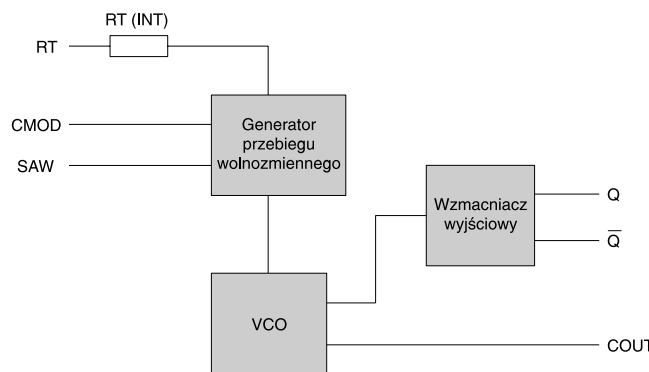 RT (INT)
RT
CMOD
SAW
Generator
przebiegu
wolnozmiennego
Wzmacniacz
wyjściowy
Q
Q̅
VCO
COUT